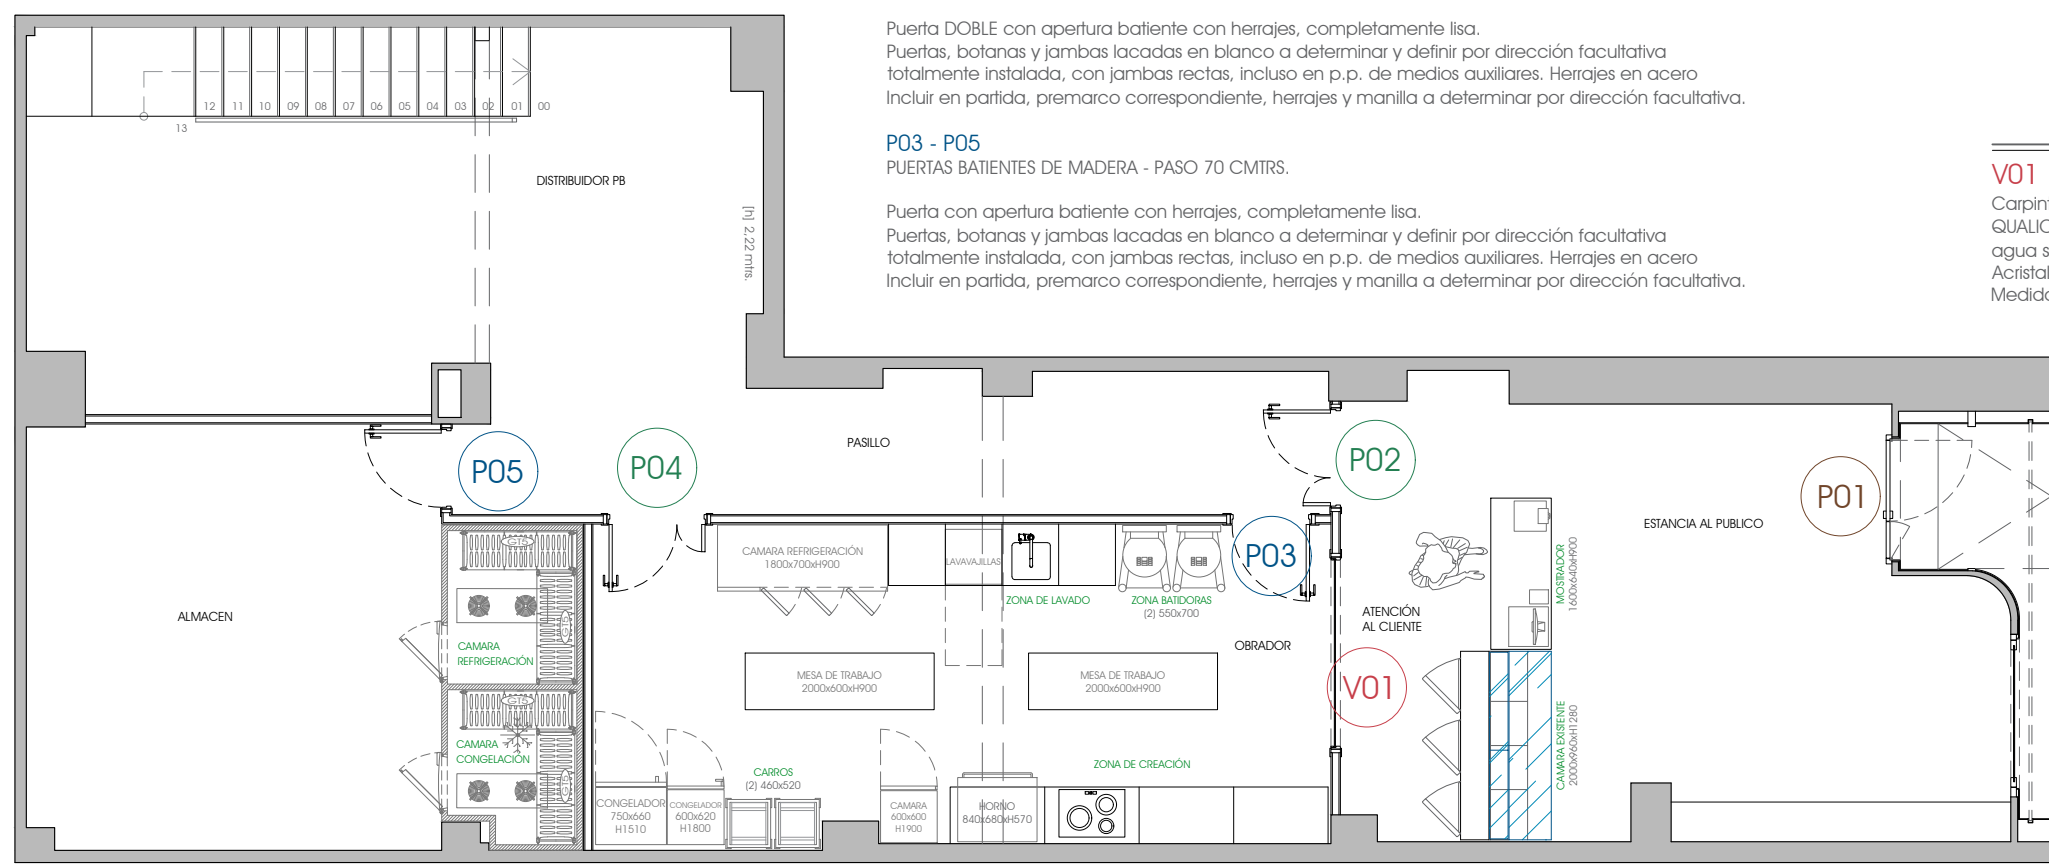 Puerta DOBLE con apertura batiente con herrajes, completamente lisa.
Puertas, botanas y jambas lacadas en blanco a determinar y definir por dirección facultativa
totalmente instalada, con jambas rectas, incluso en p.p. de medios auxiliares. Herrajes en acero
Incluir en partida, premarco correspondiente, herrajes y manilla a determinar por dirección facultativa.
P03 - P05
PUERTAS BATIENTES DE MADERA - PASO 70 CMTRS.
Puerta con apertura batiente con herrajes, completamente lisa.
Puertas, botanas y jambas lacadas en blanco a determinar y definir por dirección facultativa
totalmente instalada, con jambas rectas, incluso en p.p. de medios auxiliares. Herrajes en acero
Incluir en partida, premarco correspondiente, herrajes y manilla a determinar por dirección facultativa.
V01
Carpin
QUALIC
agua s
Acristal
Medida
12 11 10 09 08 07 06 05 04 03 02 01 00
13
DISTRIBUIDOR PB
[h] 2,22 mtrs.
PASILLO
P05
P04
P02
P01
P03
V01
ESTANCIA AL PUBLICO
ALMACEN
GTS
GTS
CAMARA
REFRIGERACIÓN
GTS
GTS
CAMARA
CONGELACIÓN
CAMARA REFRIGERACIÓN
1800x700xH900
LAVAVAJILLAS
ZONA DE LAVADO
ZONA BATIDORAS
(2) 550x700
OBRADOR
ATENCIÓN
AL CLIENTE
MOSTRADOR
1600x640xH900
CAMARA EXISTENTE
2000x960xH1280
MESA DE TRABAJO
2000x600xH900
MESA DE TRABAJO
2000x600xH900
ZONA DE CREACIÓN
CARROS
(2) 460x520
CONGELADOR
750x660
H1510
CONGELADOR
600x620
H1800
CAMARA
600x600
H1900
HORNO
840x680xH570